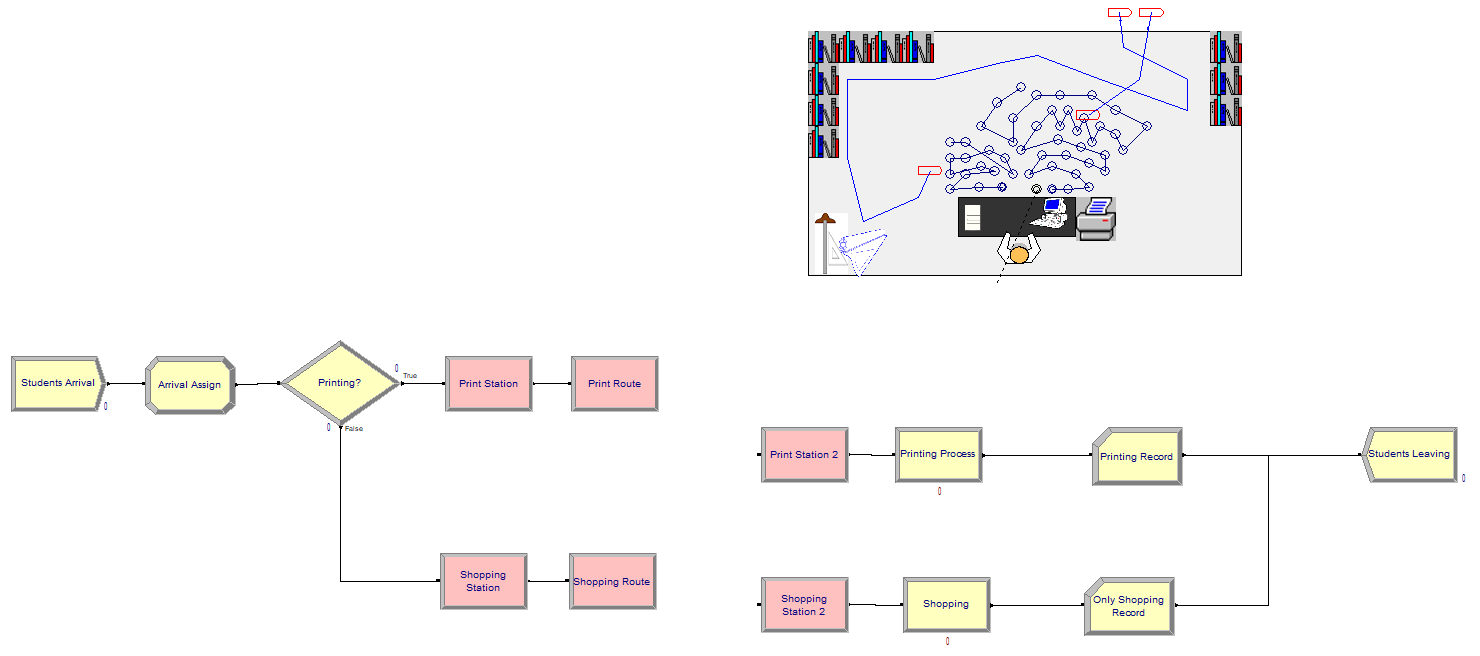 Students Arrival
0
Arrival Assign
Printing?
0
True
0
False
Print Station
Print Route
Shopping
Station
Shopping Route
Print Station 2
Printing Process
0
Printing Record
Students Leaving
0
Shopping
Station 2
Shopping
0
Only Shopping
Record